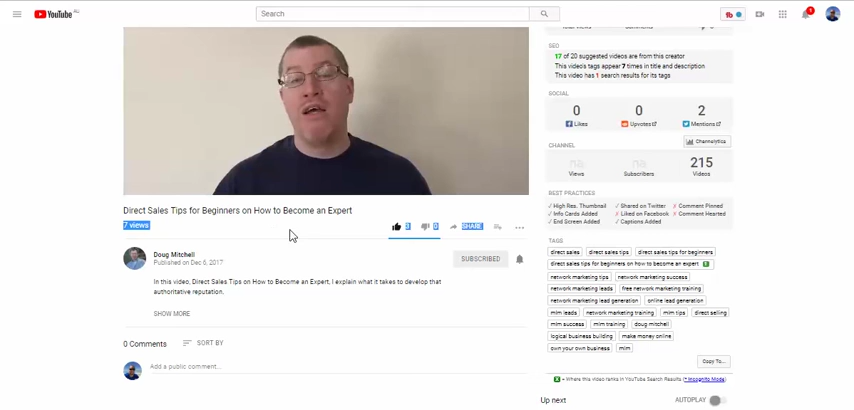 YouTube AU
Search
Total Views
Comments
SEO
17 of 20 suggested videos are from this creator
This video's tags appear 7 times in title and description
This video has 1 search results for its tags
SOCIAL
0 0 2
Likes Upvotes Mentions
Channelytics
CHANNEL
na na 215
Views Subscribers Videos
BEST PRACTICES
✓ High Res. Thumbnail ✓ Shared on Twitter ✗ Comment Pinned
✓ Info Cards Added ✗ Liked on Facebook ✗ Comment Hearted
✓ End Screen Added ✓ Captions Added
TAGS
direct sales direct sales tips direct sales tips for beginners
direct sales tips for beginners on how to become an expert
network marketing tips network marketing success
network marketing leads free network marketing training
network marketing lead generation online lead generation
mlm leads network marketing training mlm tips direct selling
mlm success mlm training doug mitchell
logical business building make money online
own your own business mlm
Copy To...
= Where this video ranks in YouTube Search Results (* Incognito Mode)
Direct Sales Tips for Beginners on How to Become an Expert
7 views
3 0 SHARE
Doug Mitchell
Published on Dec 6, 2017
SUBSCRIBED
In this video, Direct Sales Tips on How to Become an Expert, I explain what it takes to develop that
authoritative reputation.
SHOW MORE
0 Comments SORT BY
Add a public comment...
Up next AUTOPLAY